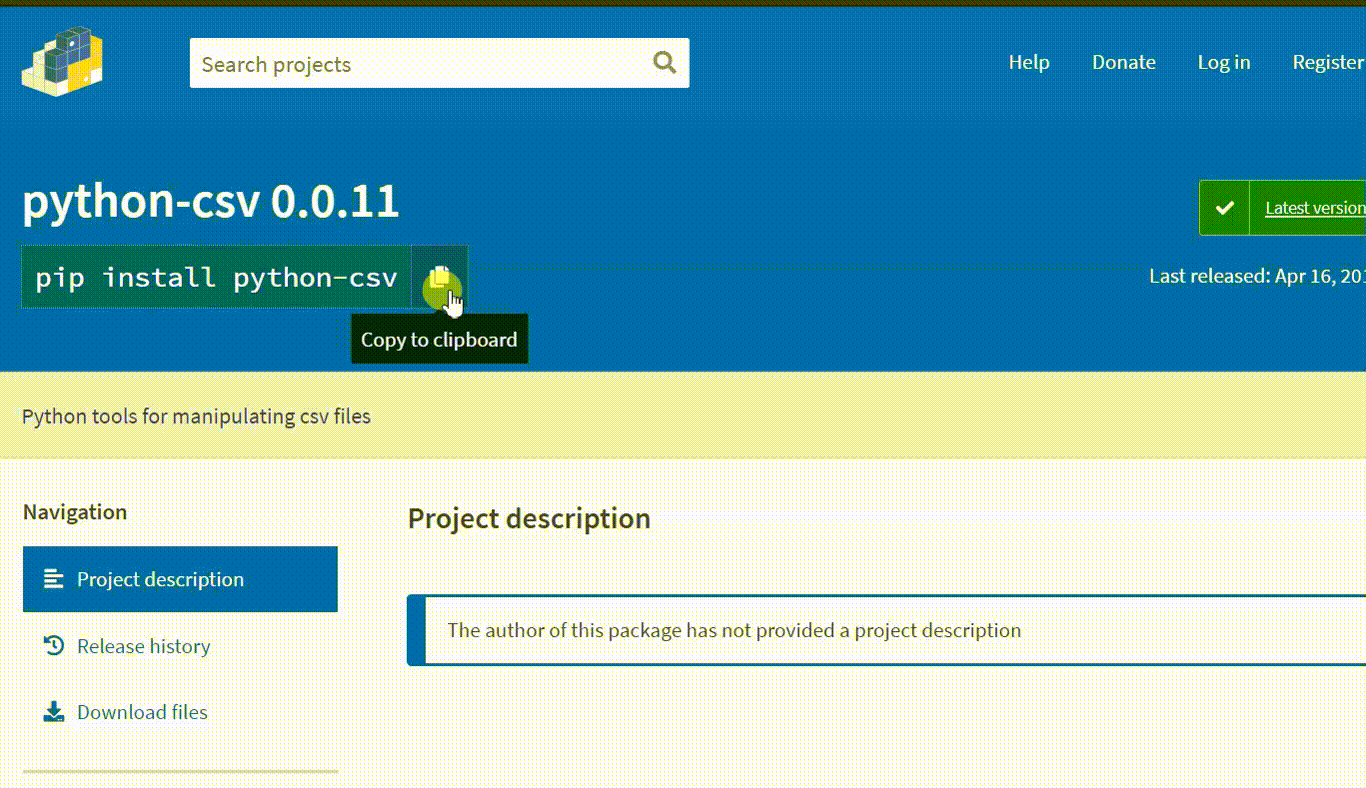 Search projects
Help
Donate
Log in
Register
python-csv 0.0.11
Latest version
pip install python-csv
Last released: Apr 16,
Copy to clipboard
Python tools for manipulating csv files
Navigation
Project description
Project description
The author of this package has not provided a project description
Release history
Download files